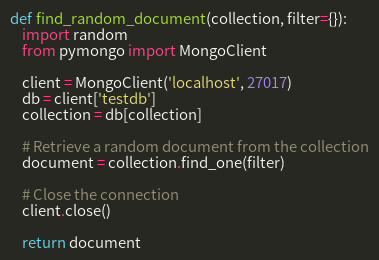 def find_random_document(collection, filter={}):
import random
from pymongo import MongoClient
client = MongoClient('localhost', 27017)
db = client['testdb']
collection = db[collection]
# Retrieve a random document from the collection
document = collection.find_one(filter)
# Close the connection
client.close()
return document